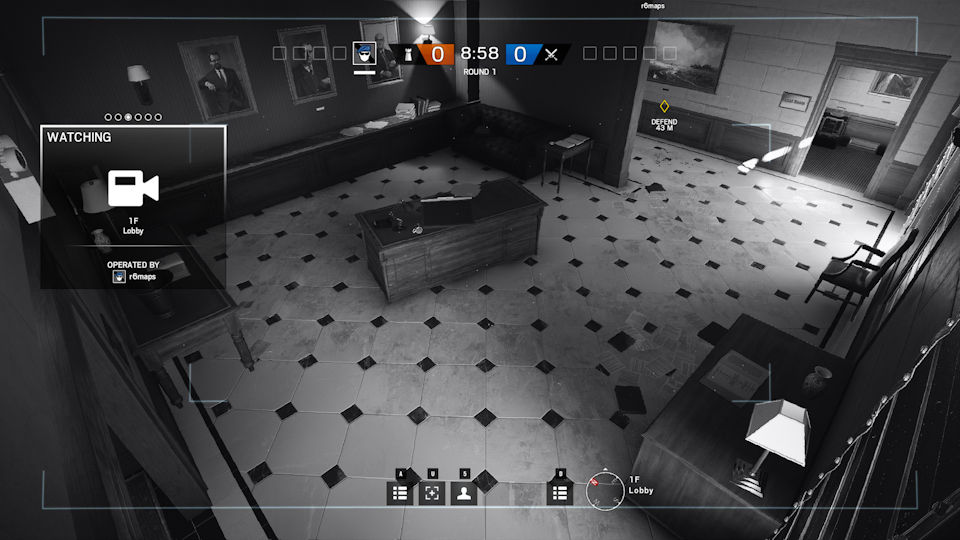 r6maps
0 8:58 0
ROUND 1
DEFEND
43 M
WATCHING
1F
Lobby
OPERATED BY
r6maps
1F
Lobby